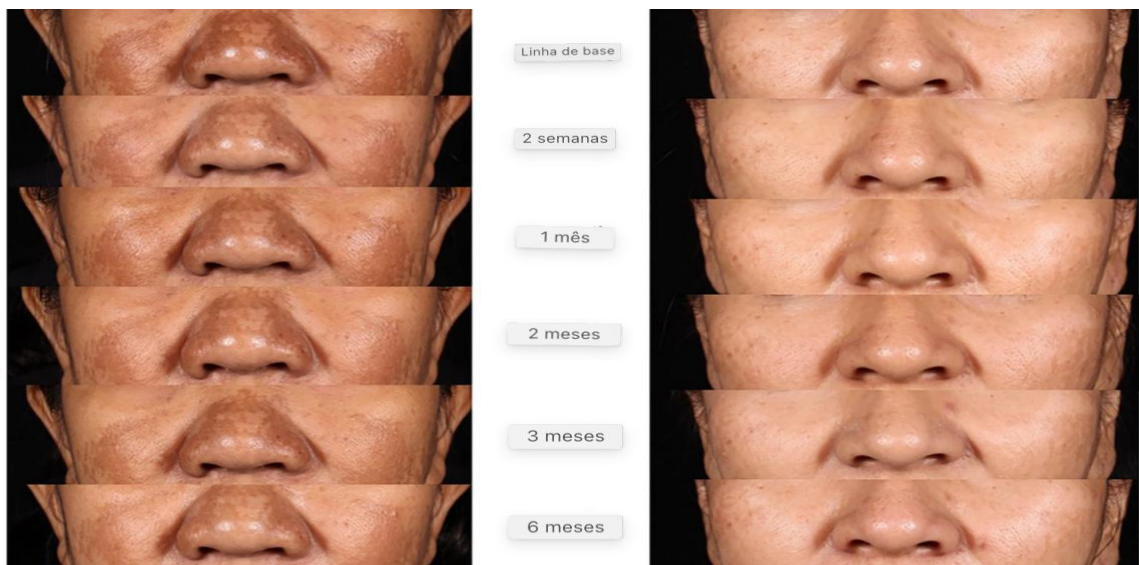 Linha de base
2 semanas
1 mês
2 meses
3 meses
6 meses